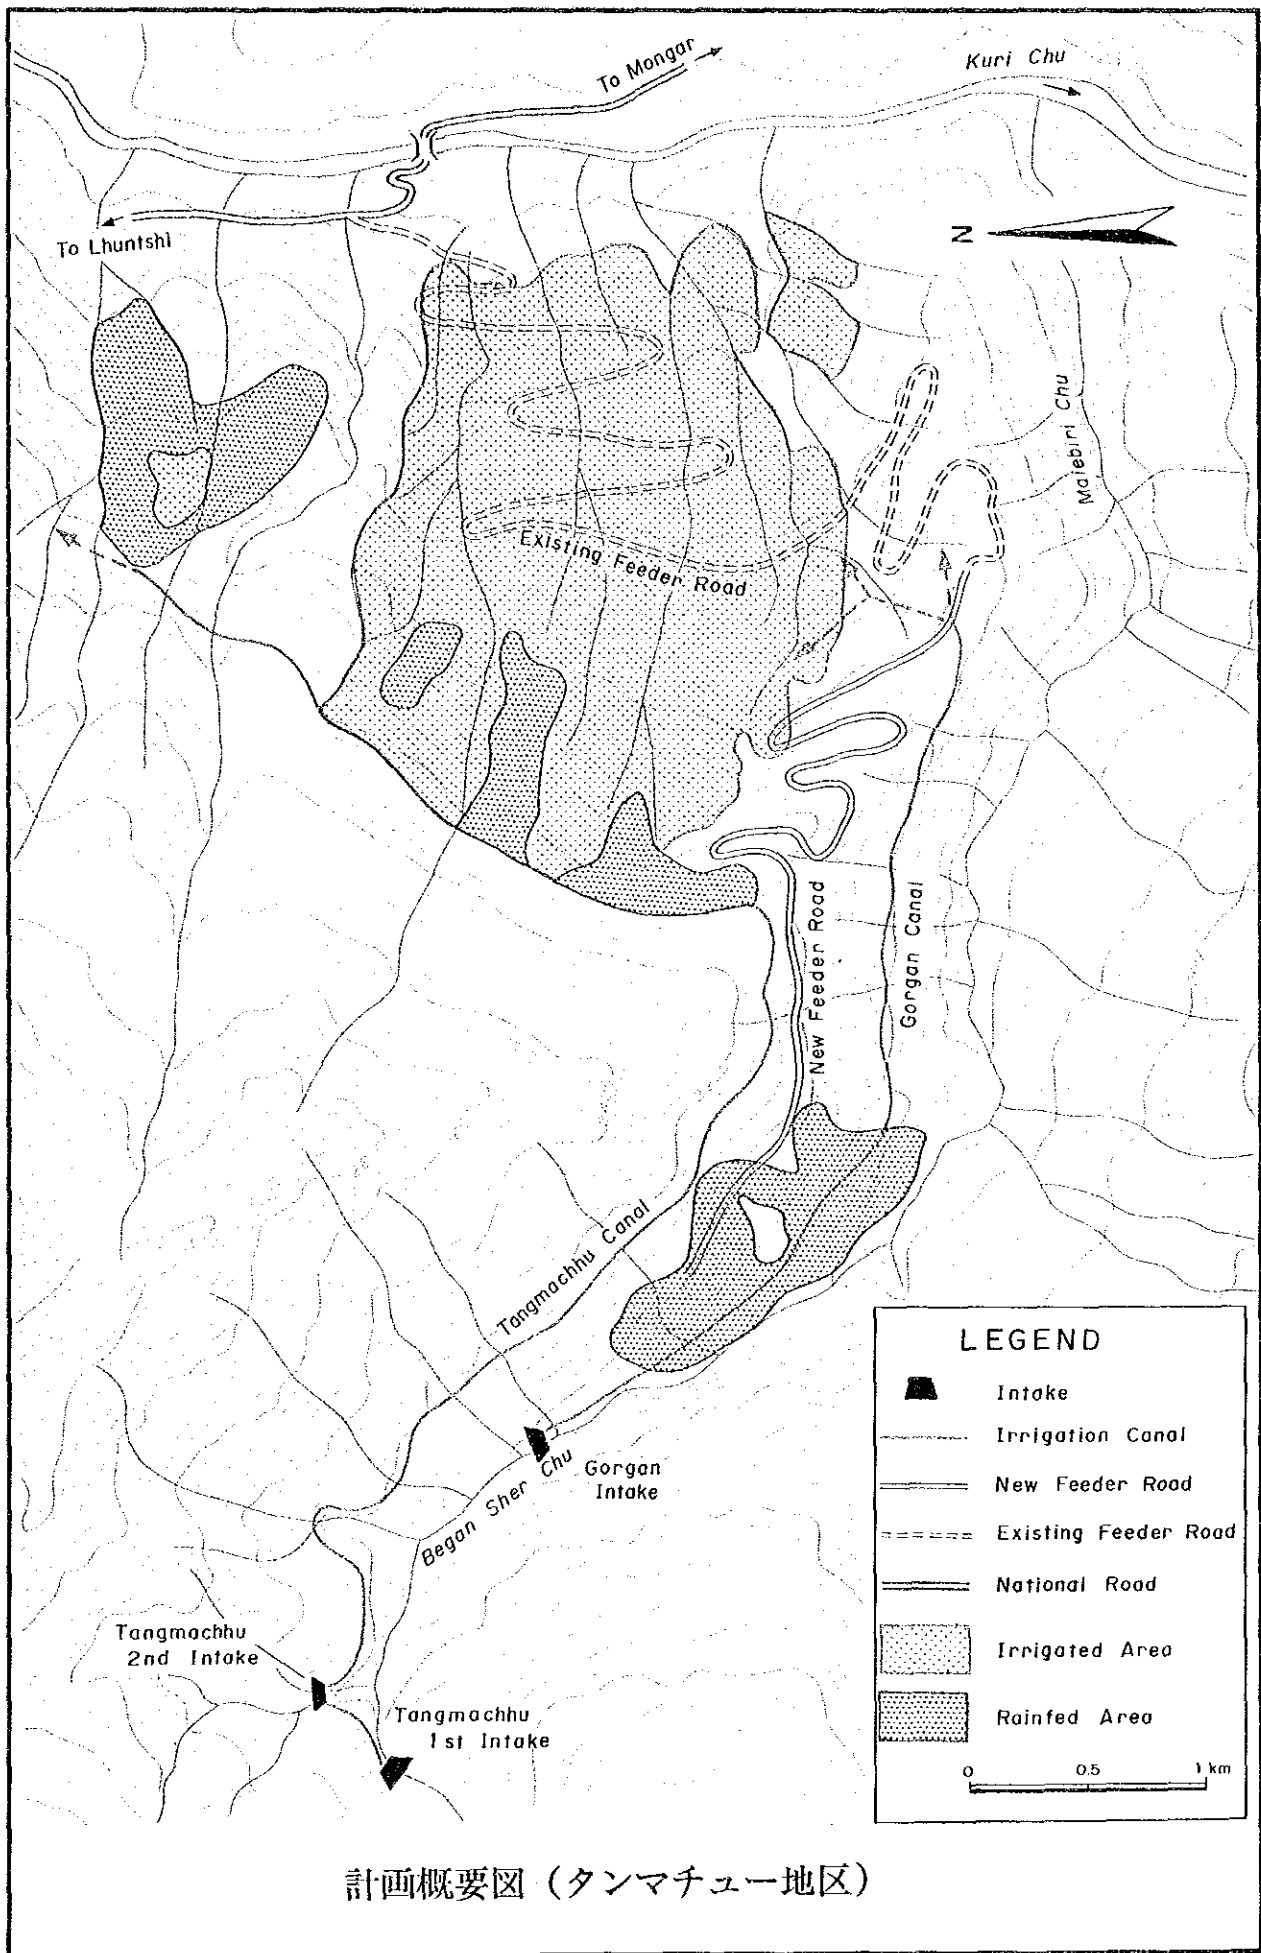 To Mongar
Kuri Chu
To Lhuntshi
N
Malebiri Chu
Existing Feeder Road
New Feeder Road
Gorgan Canal
Tangmachhu Canal
Gorgan
Intake
Began Sher Chu
Tangmachhu
2nd Intake
Tangmachhu
1st Intake
LEGEND
Intake
Irrigation Canal
New Feeder Road
Existing Feeder Road
National Road
Irrigated Area
Rainfed Area
0 0.5 1 km
計画概要図（タンマチュー地区）